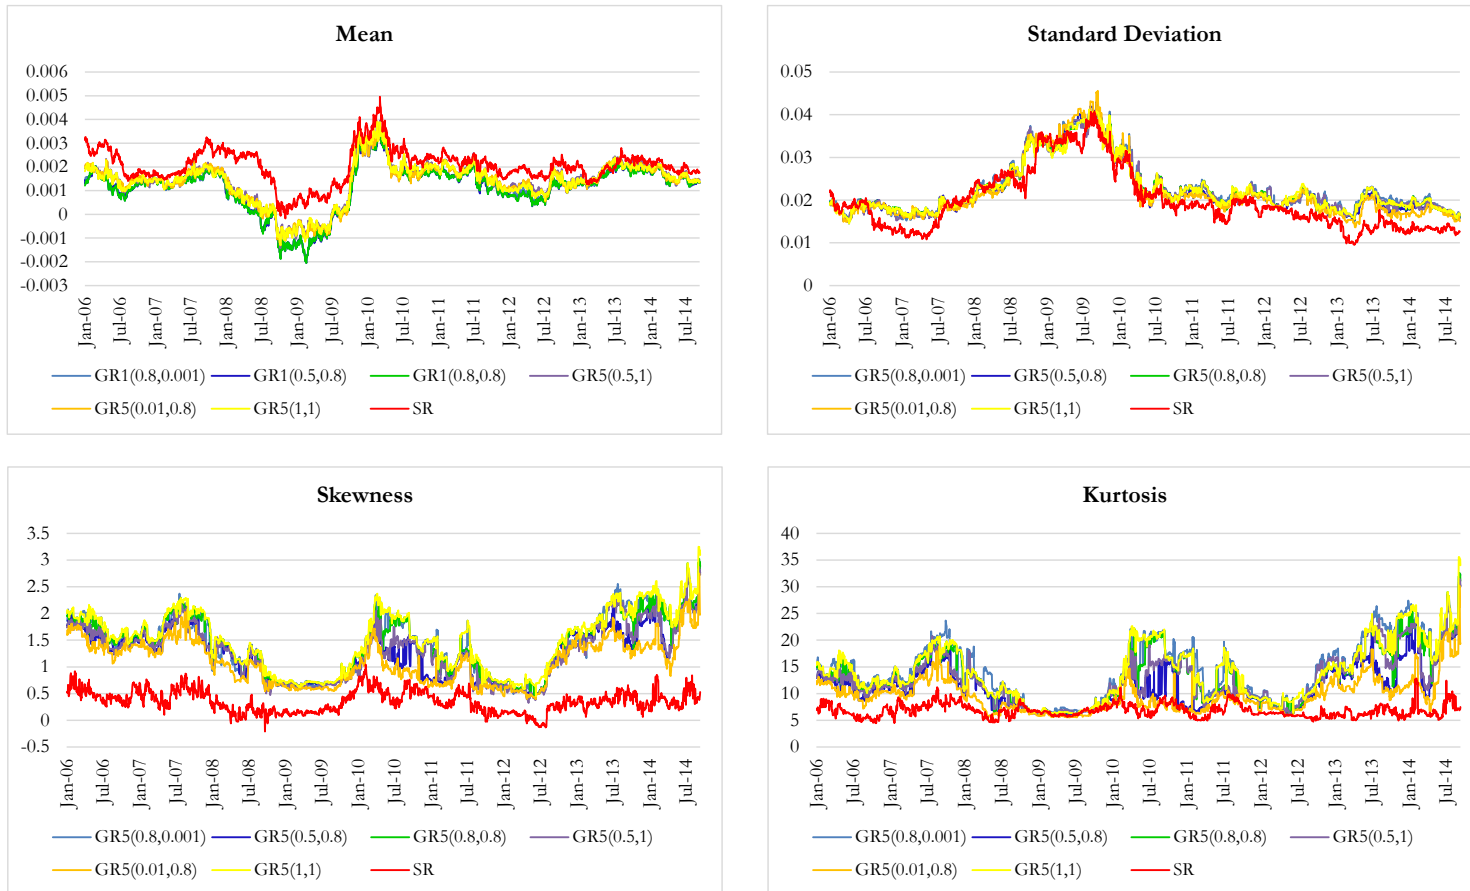 Mean
0.006
0.005
0.004
0.003
0.002
0.001
0
-0.001
-0.002
-0.003
Jan-06
Jul-06
Jan-07
Jul-07
Jan-08
Jul-08
Jan-09
Jul-09
Jan-10
Jul-10
Jan-11
Jul-11
Jan-12
Jul-12
Jan-13
Jul-13
Jan-14
Jul-14
GR1(0.8,0.001) GR1(0.5,0.8) GR1(0.8,0.8) GR5(0.5,1)
GR5(0.01,0.8) GR5(1,1) SR
Standard Deviation
0.05
0.04
0.03
0.02
0.01
0
Jan-06
Jul-06
Jan-07
Jul-07
Jan-08
Jul-08
Jan-09
Jul-09
Jan-10
Jul-10
Jan-11
Jul-11
Jan-12
Jul-12
Jan-13
Jul-13
Jan-14
Jul-14
GR5(0.8,0.001) GR5(0.5,0.8) GR5(0.8,0.8) GR5(0.5,1)
GR5(0.01,0.8) GR5(1,1) SR
Skewness
3.5
3
2.5
2
1.5
1
0.5
0
-0.5
Jan-06
Jul-06
Jan-07
Jul-07
Jan-08
Jul-08
Jan-09
Jul-09
Jan-10
Jul-10
Jan-11
Jul-11
Jan-12
Jul-12
Jan-13
Jul-13
Jan-14
Jul-14
GR5(0.8,0.001) GR5(0.5,0.8) GR5(0.8,0.8) GR5(0.5,1)
GR5(0.01,0.8) GR5(1,1) SR
Kurtosis
40
35
30
25
20
15
10
5
0
Jan-06
Jul-06
Jan-07
Jul-07
Jan-08
Jul-08
Jan-09
Jul-09
Jan-10
Jul-10
Jan-11
Jul-11
Jan-12
Jul-12
Jan-13
Jul-13
Jan-14
Jul-14
GR5(0.8,0.001) GR5(0.5,0.8) GR5(0.8,0.8) GR5(0.5,1)
GR5(0.01,0.8) GR5(1,1) SR